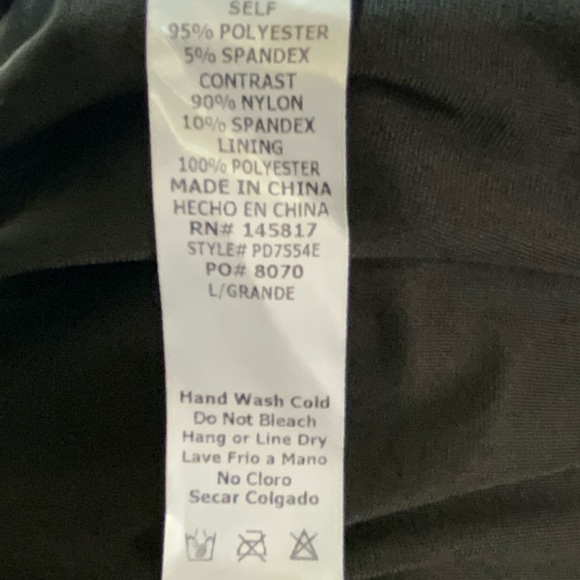 SELF
95% POLYESTER
5% SPANDEX
CONTRAST
90% NYLON
10% SPANDEX
LINING
100% POLYESTER
MADE IN CHINA
HECHO EN CHINA
RN# 145817
STYLE# PD7554E
PO# 8070
L/GRANDE
Hand Wash Cold
Do Not Bleach
Hang or Line Dry
Lave Frio a Mano
No Cloro
Secar Colgado